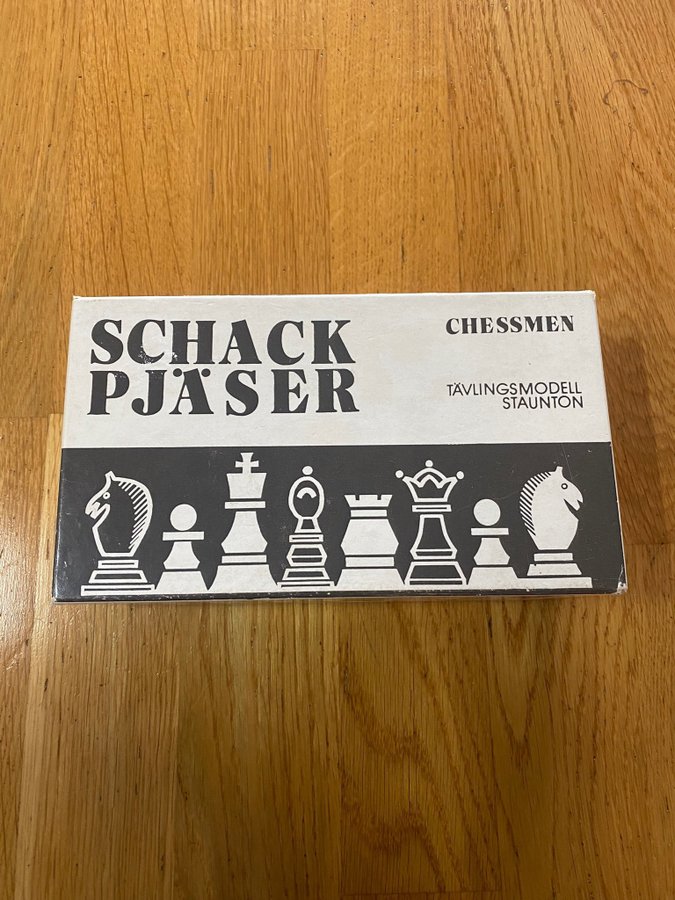 SCHACK
PJÄSER
CHESSMEN
TÄVLINGSMODELL
STAUNTON